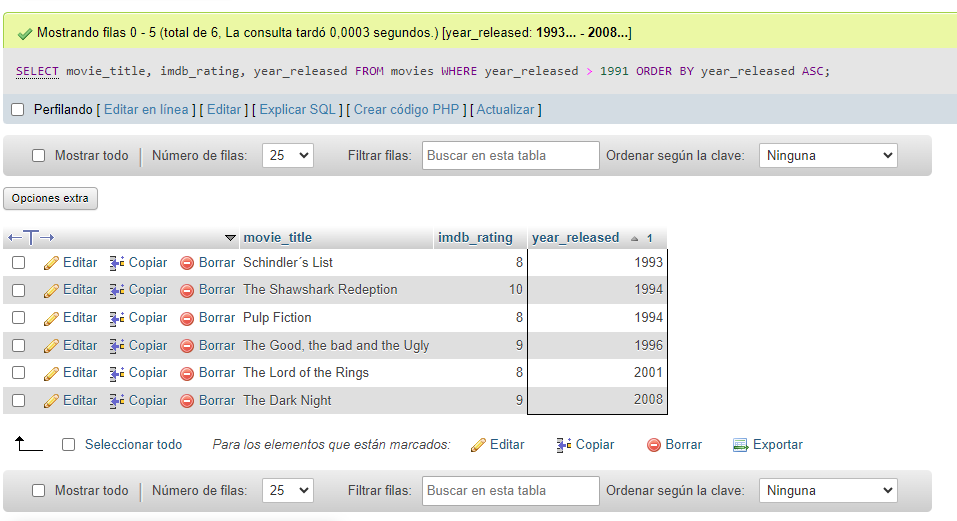 Mostrando filas 0 - 5 (total de 6, La consulta tardó 0,0003 segundos.) [year_released: 1993... - 2008...]
SELECT movie_title, imdb_rating, year_released FROM movies WHERE year_released > 1991 ORDER BY year_released ASC;
Perfilando [ Editar en línea ] [ Editar ] [ Explicar SQL ] [ Crear código PHP ] [ Actualizar ]
Mostrar todo | Número de filas: 25 Filtrar filas: Buscar en esta tabla Ordenar según la clave: Ninguna
Opciones extra
←T→ movie_title imdb_rating year_released 1
Editar Copiar Borrar Schindler´s List 8 1993
Editar Copiar Borrar The Shawshark Redeption 10 1994
Editar Copiar Borrar Pulp Fiction 8 1994
Editar Copiar Borrar The Good, the bad and the Ugly 9 1996
Editar Copiar Borrar The Lord of the Rings 8 2001
Editar Copiar Borrar The Dark Night 9 2008
Seleccionar todo Para los elementos que están marcados: Editar Copiar Borrar Exportar
Mostrar todo | Número de filas: 25 Filtrar filas: Buscar en esta tabla Ordenar según la clave: Ninguna